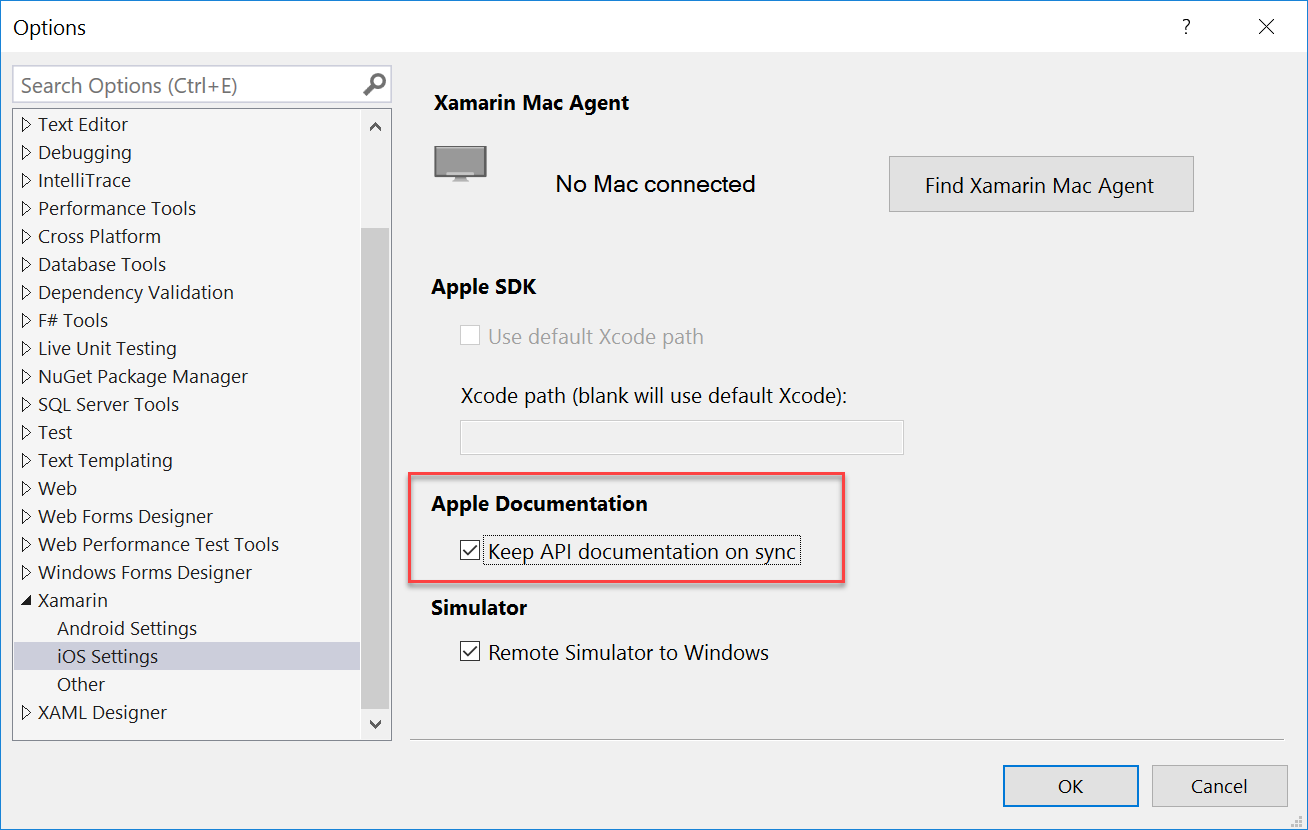 Options
?
Search Options (Ctrl+E)
Text Editor
Debugging
IntelliTrace
Performance Tools
Cross Platform
Database Tools
Dependency Validation
F# Tools
Live Unit Testing
NuGet Package Manager
SQL Server Tools
Test
Text Templating
Web
Web Forms Designer
Web Performance Test Tools
Windows Forms Designer
Xamarin
Android Settings
iOS Settings
Other
XAML Designer
Xamarin Mac Agent
No Mac connected
Find Xamarin Mac Agent
Apple SDK
Use default Xcode path
Xcode path (blank will use default Xcode):
Apple Documentation
Keep API documentation on sync
Simulator
Remote Simulator to Windows
OK
Cancel